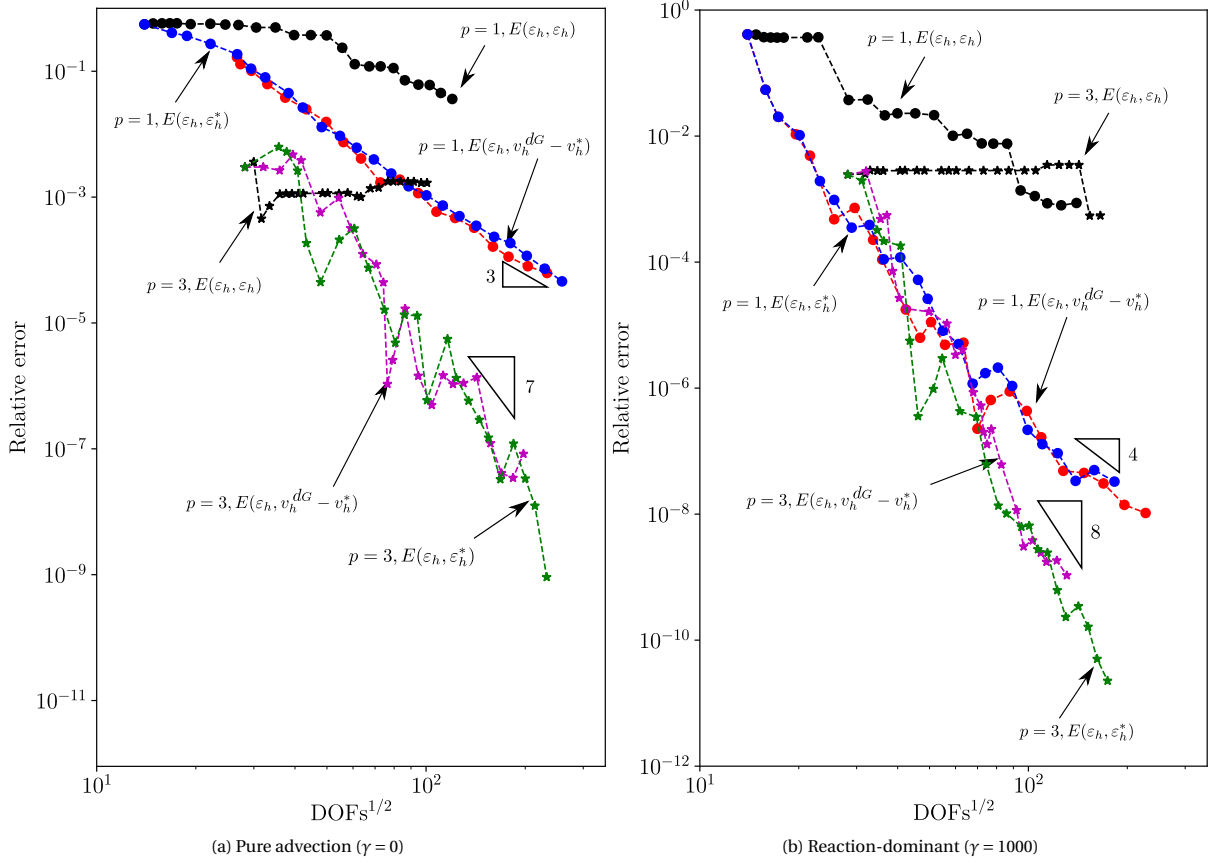 10^{-1}
10^{-3}
10^{-5}
10^{-7}
10^{-9}
10^{-11}
Relative error
p = 1, E(ε_h, ε_h)
p = 1, E(ε_h, ε_h^*)
p = 1, E(ε_h, v_h^{dG} − v_h^*)
p = 3, E(ε_h, ε_h)
3
7
p = 3, E(ε_h, v_h^{dG} − v_h^*)
p = 3, E(ε_h, ε_h^*)
10^1
10^2
DOFs^{1/2}
(a) Pure advection (γ = 0)
10^0
10^{-2}
10^{-4}
10^{-6}
10^{-8}
10^{-10}
10^{-12}
Relative error
p = 1, E(ε_h, ε_h)
p = 3, E(ε_h, ε_h)
p = 1, E(ε_h, ε_h^*)
p = 1, E(ε_h, v_h^{dG} − v_h^*)
4
p = 3, E(ε_h, v_h^{dG} − v_h^*)
8
p = 3, E(ε_h, ε_h^*)
10^1
10^2
DOFs^{1/2}
(b) Reaction-dominant (γ = 1000)